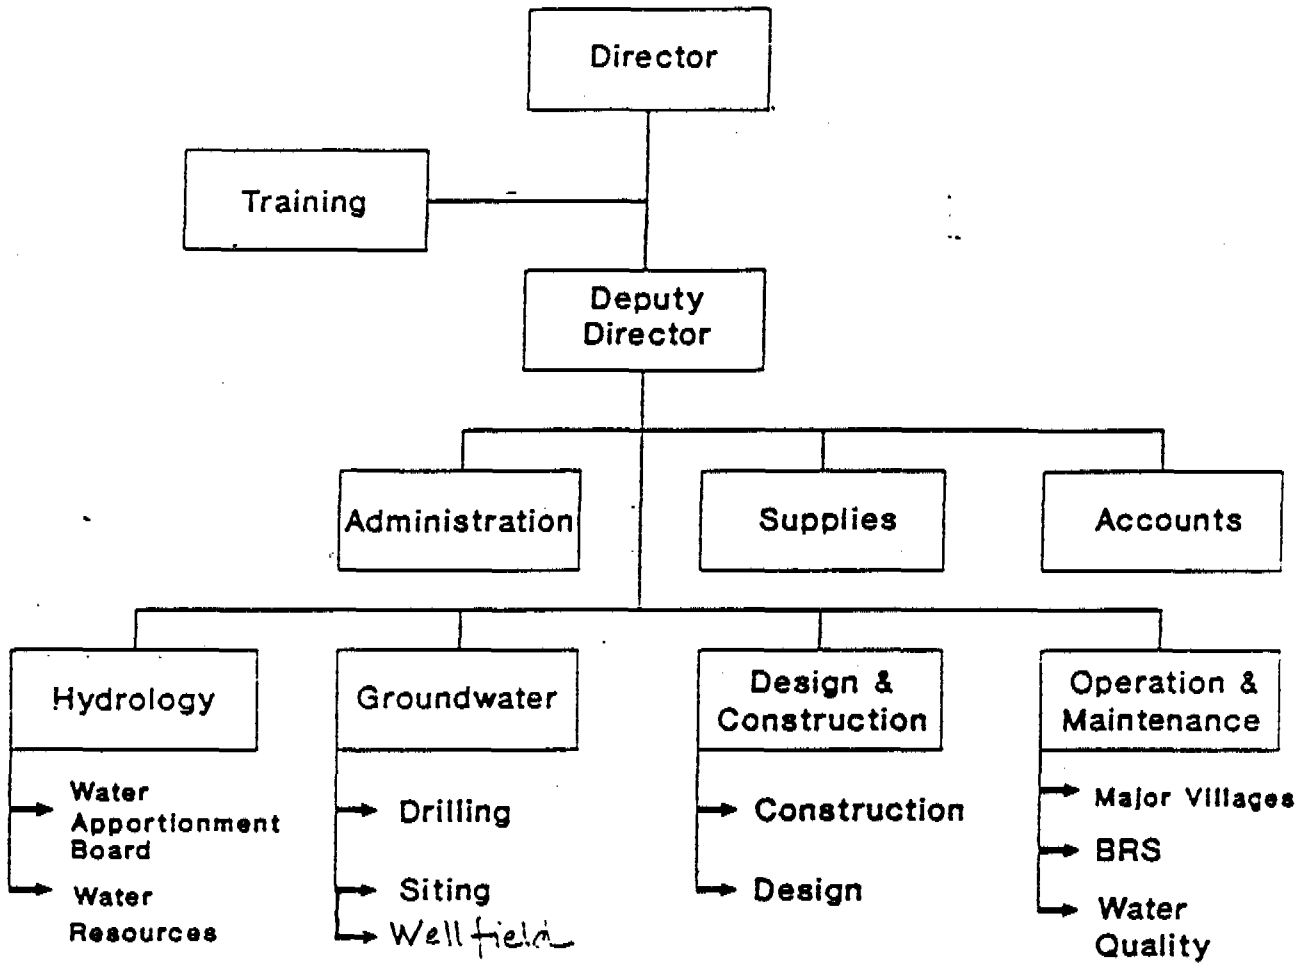 Director
Training
Deputy
Director
Administration
Supplies
Accounts
Hydrology
Groundwater
Design &
Construction
Operation &
Maintenance
Water
Apportionment
Board
Water
Resources
Drilling
Siting
Wellfield
Construction
Design
Major Villages
BRS
Water
Quality